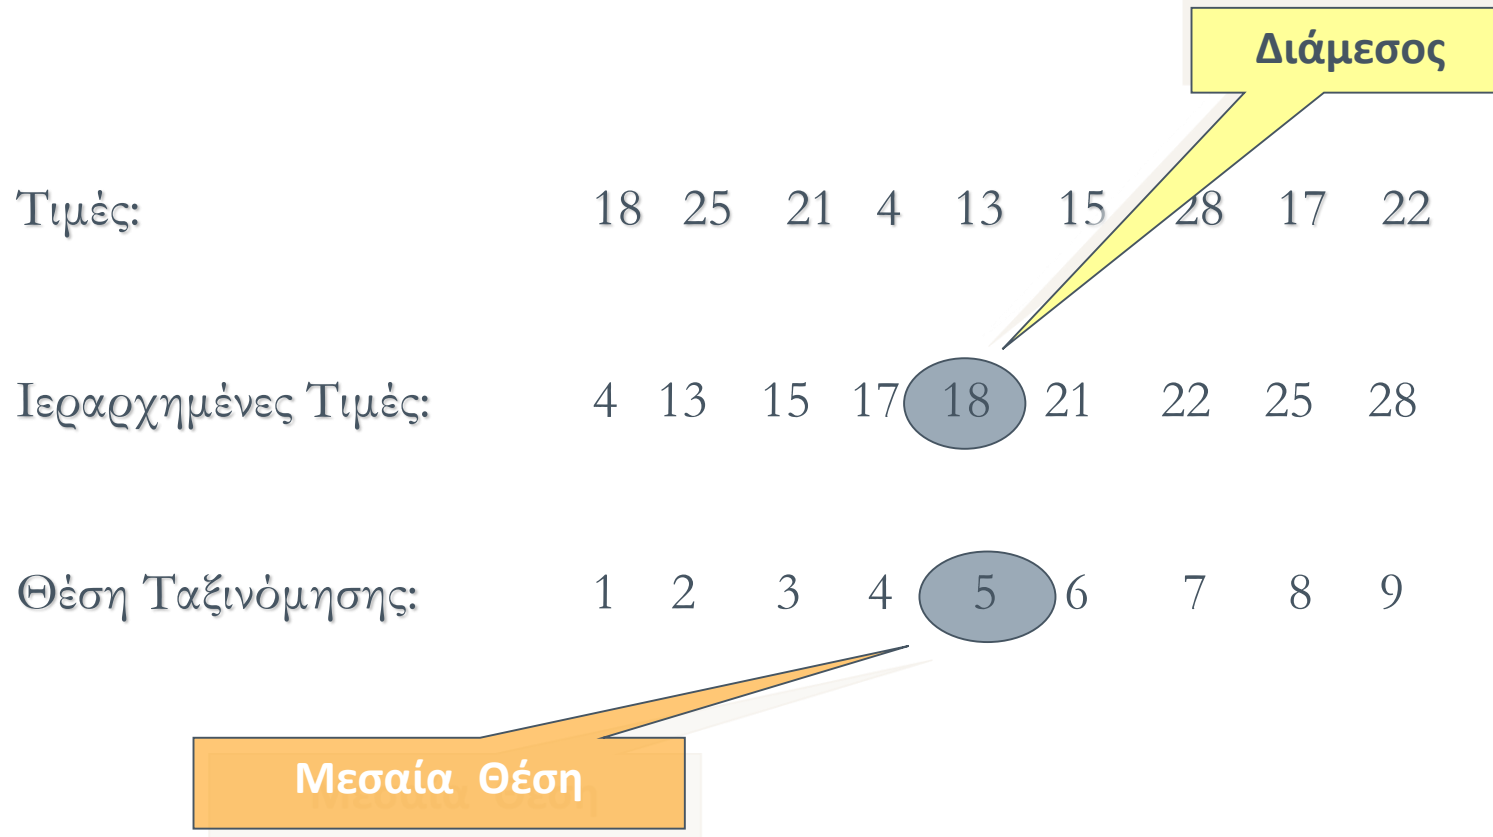 Διάμεσος
Τιμές: 18 25 21 4 13 15 28 17 22
Ιεραρχημένες Τιμές: 4 13 15 17 18 21 22 25 28
Θέση Ταξινόμησης: 1 2 3 4 5 6 7 8 9
Μεσαία Θέση